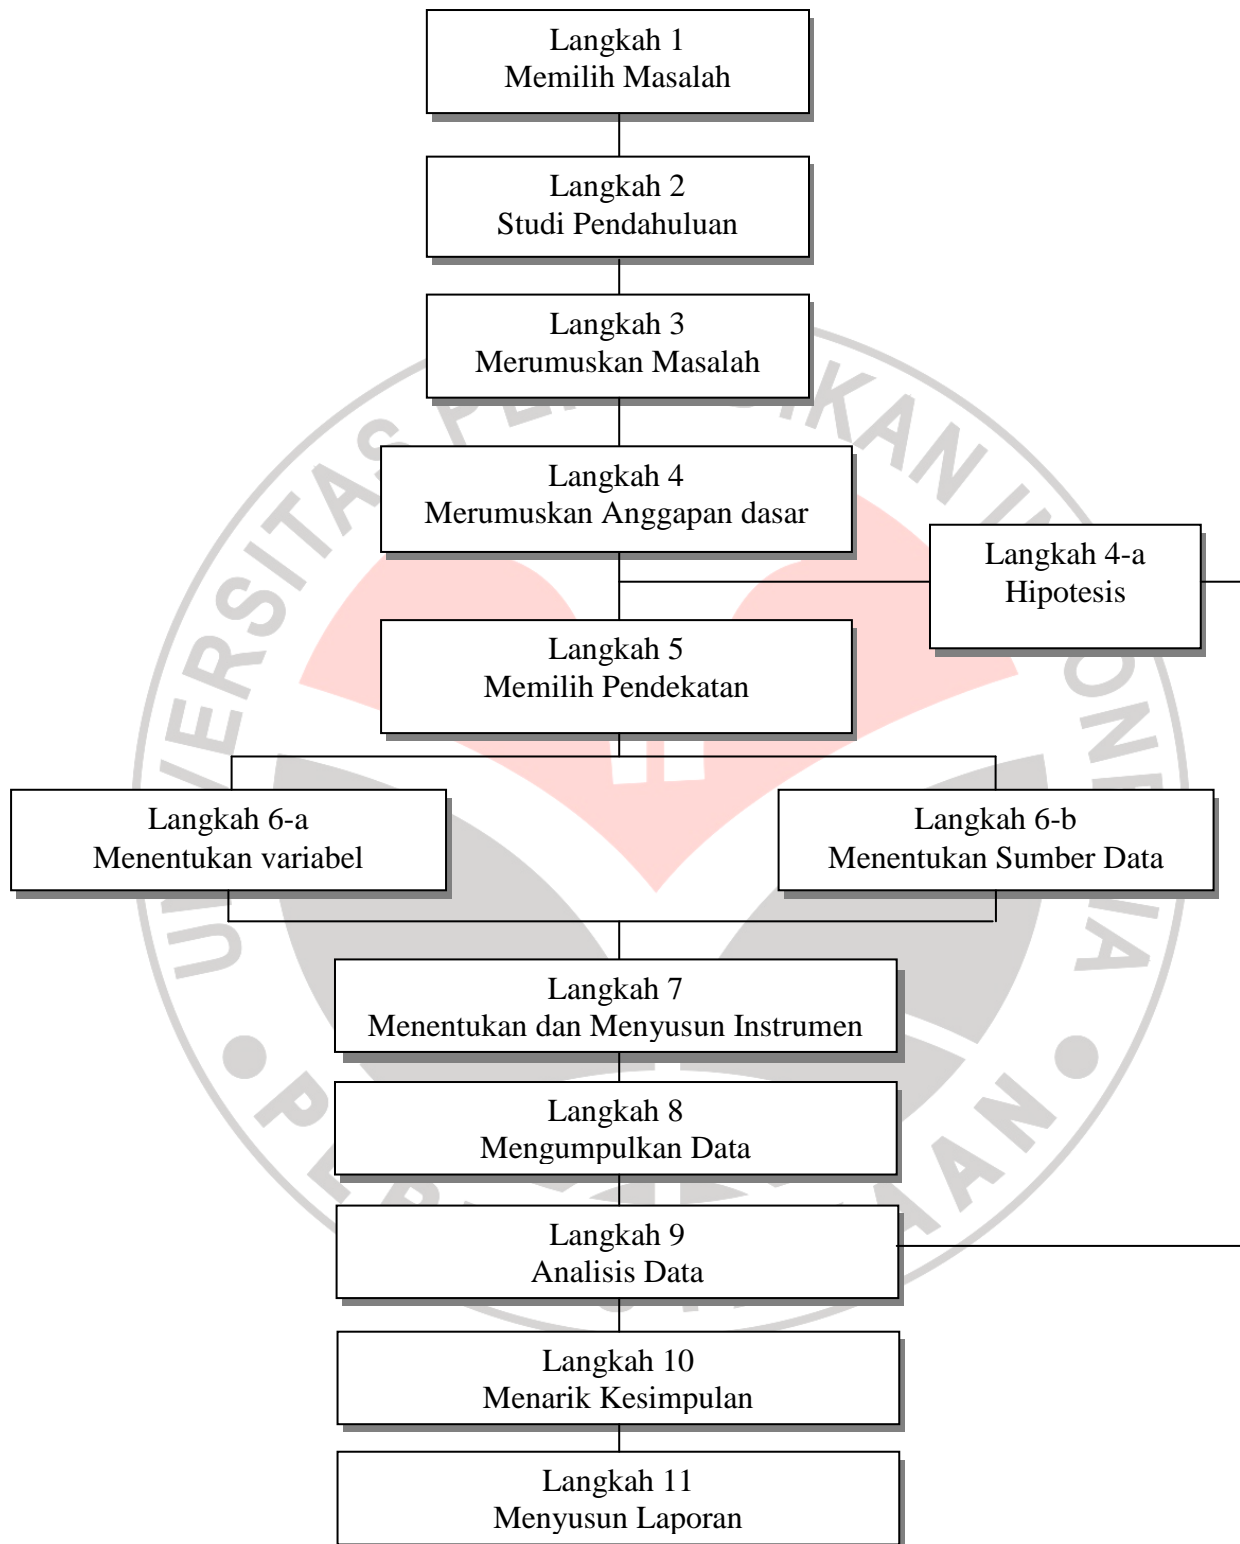 Langkah 1
Memilih Masalah
Langkah 2
Studi Pendahuluan
Langkah 3
Merumuskan Masalah
Langkah 4
Merumuskan Anggapan dasar
Langkah 4-a
Hipotesis
Langkah 5
Memilih Pendekatan
Langkah 6-a
Menentukan variabel
Langkah 6-b
Menentukan Sumber Data
Langkah 7
Menentukan dan Menyusun Instrumen
Langkah 8
Mengumpulkan Data
Langkah 9
Analisis Data
Langkah 10
Menarik Kesimpulan
Langkah 11
Menyusun Laporan
UNIVERSITAS